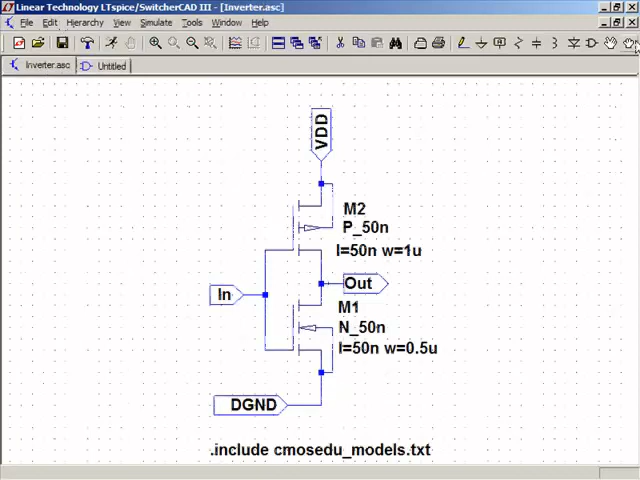 Linear Technology LTspice/SwitcherCAD III - [Inverter.asc]
File Edit Hierarchy View Simulate Tools Window Help
Inverter.asc Untitled
VDD
M2
P_50n
l=50n w=1u
Out
In
M1
N_50n
l=50n w=0.5u
DGND
.include cmosedu_models.txt